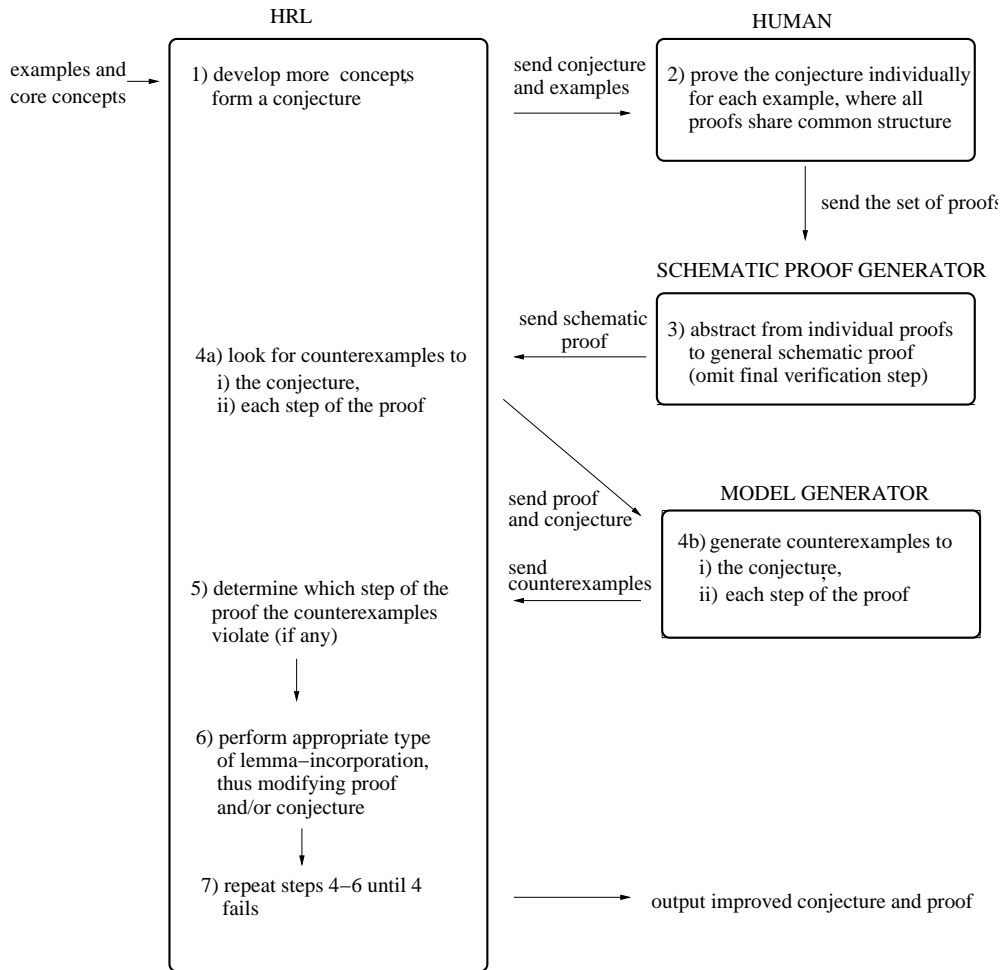 HRL
HUMAN
examples and
core concepts
1) develop more concepts,
form a conjecture
send conjecture
and examples
2) prove the conjecture individually
for each example, where all
proofs share common structure
send the set of proofs
SCHEMATIC PROOF GENERATOR
send schematic
proof
3) abstract from individual proofs
to general schematic proof
(omit final verification step)
4a) look for counterexamples to
i) the conjecture,
ii) each step of the proof
send proof
and conjecture
MODEL GENERATOR
4b) generate counterexamples to
i) the conjecture,
ii) each step of the proof
send
counterexamples
5) determine which step of the
proof the counterexamples
violate (if any)
6) perform appropriate type
of lemma−incorporation,
thus modifying proof
and/or conjecture
7) repeat steps 4−6 until 4
fails
output improved conjecture and proof